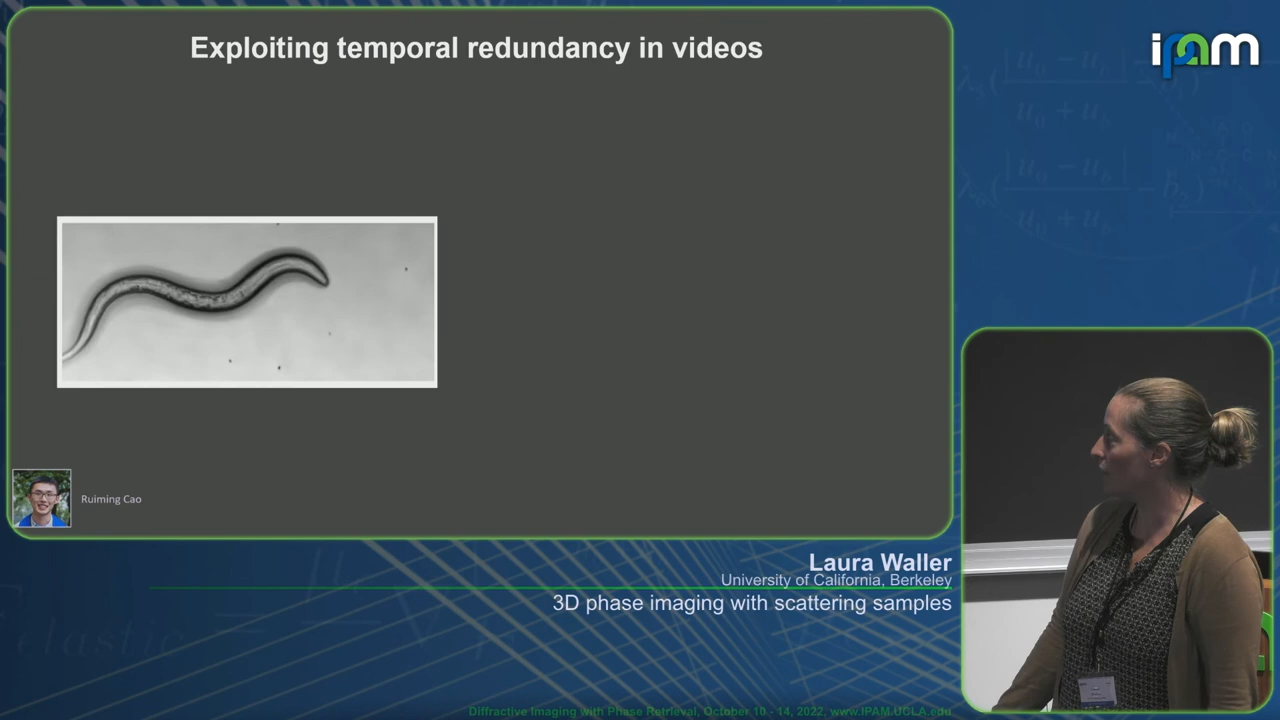 Exploiting temporal redundancy in videos
ipam
Ruiming Cao
Laura Waller
University of California, Berkeley
3D phase imaging with scattering samples
elastic
Diffractive Imaging with Phase Retrieval, October 10 - 14, 2022, www.IPAM.UCLA.edu